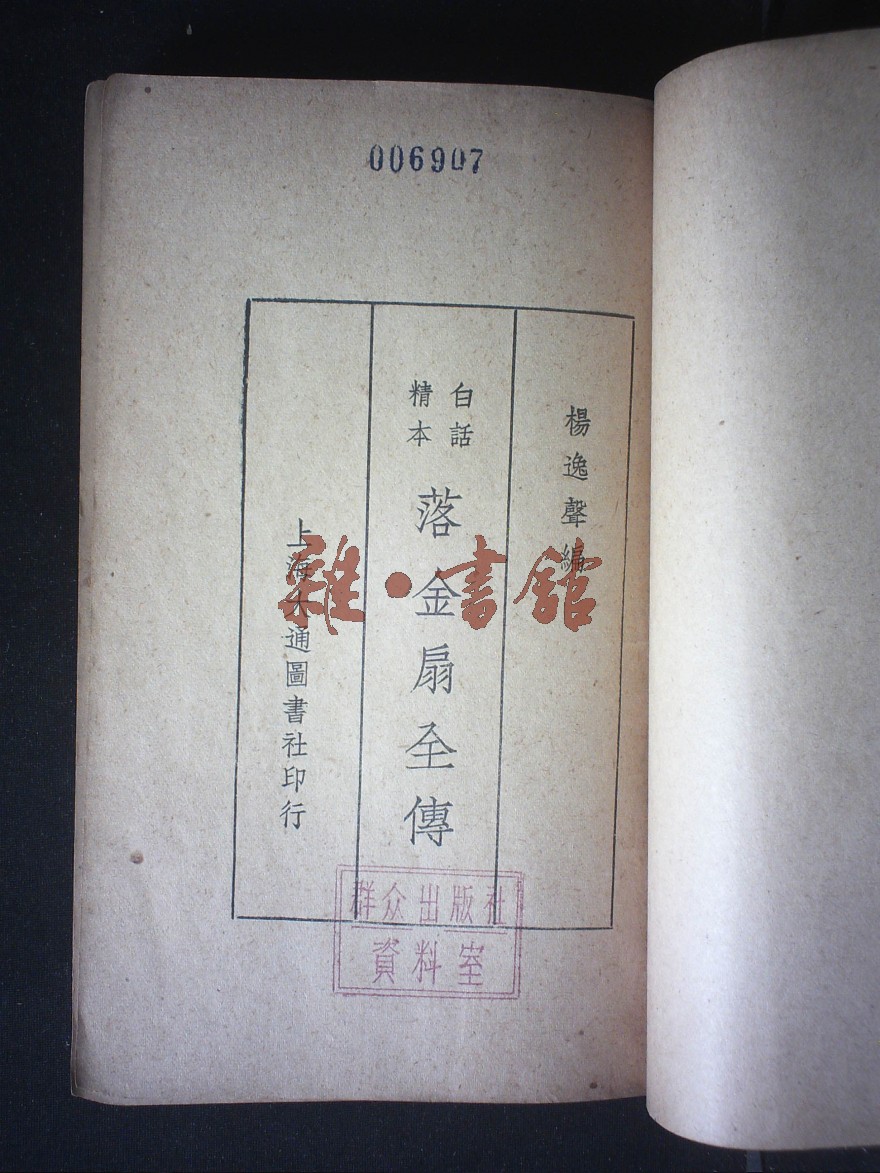 006907
楊逸聲編
白話
精本
落金扇全傳
上海大通圖書社印行
雜·書館
群众出版社
資料室